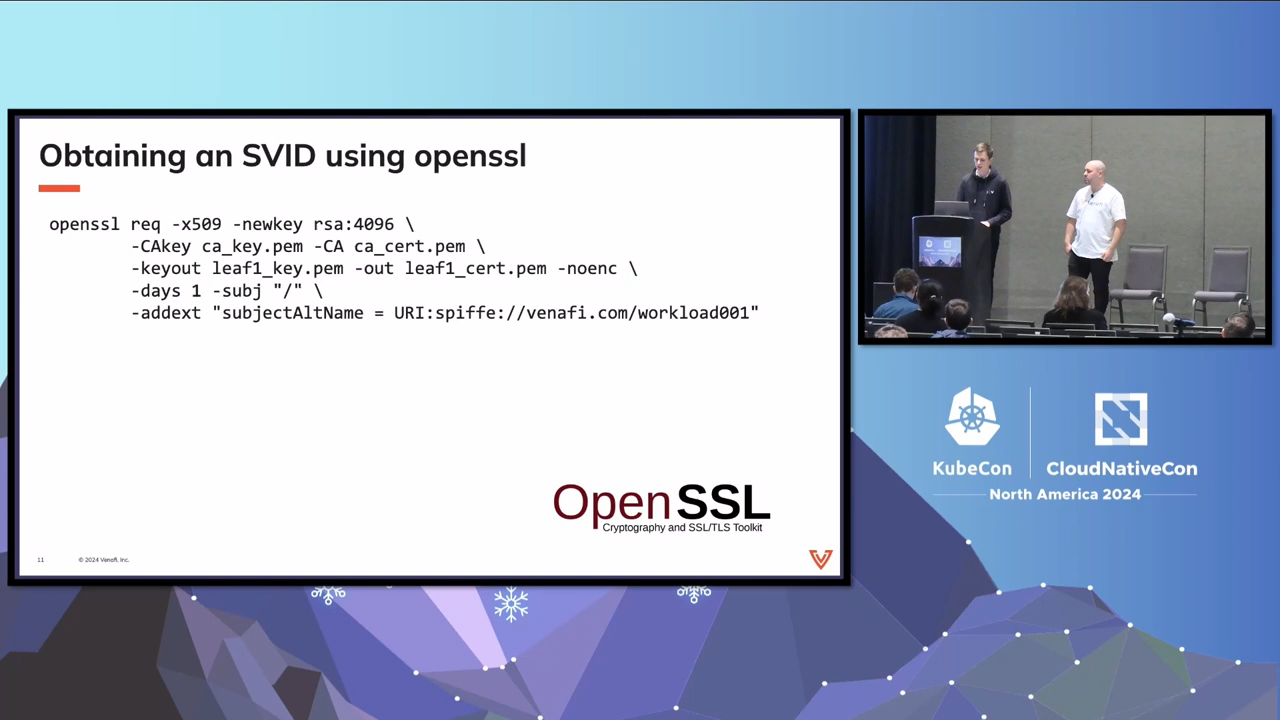 Obtaining an SVID using openssl
openssl req -x509 -newkey rsa:4096 \
-CAkey ca_key.pem -CA ca_cert.pem \
-keyout leaf1_key.pem -out leaf1_cert.pem -noenc \
-days 1 -subj "/" \
-addext "subjectAltName = URI:spiffe://venafi.com/workload001"
OpenSSL
Cryptography and SSL/TLS Toolkit
11
© 2024 Venafi, Inc.
KubeCon
CloudNativeCon
North America 2024